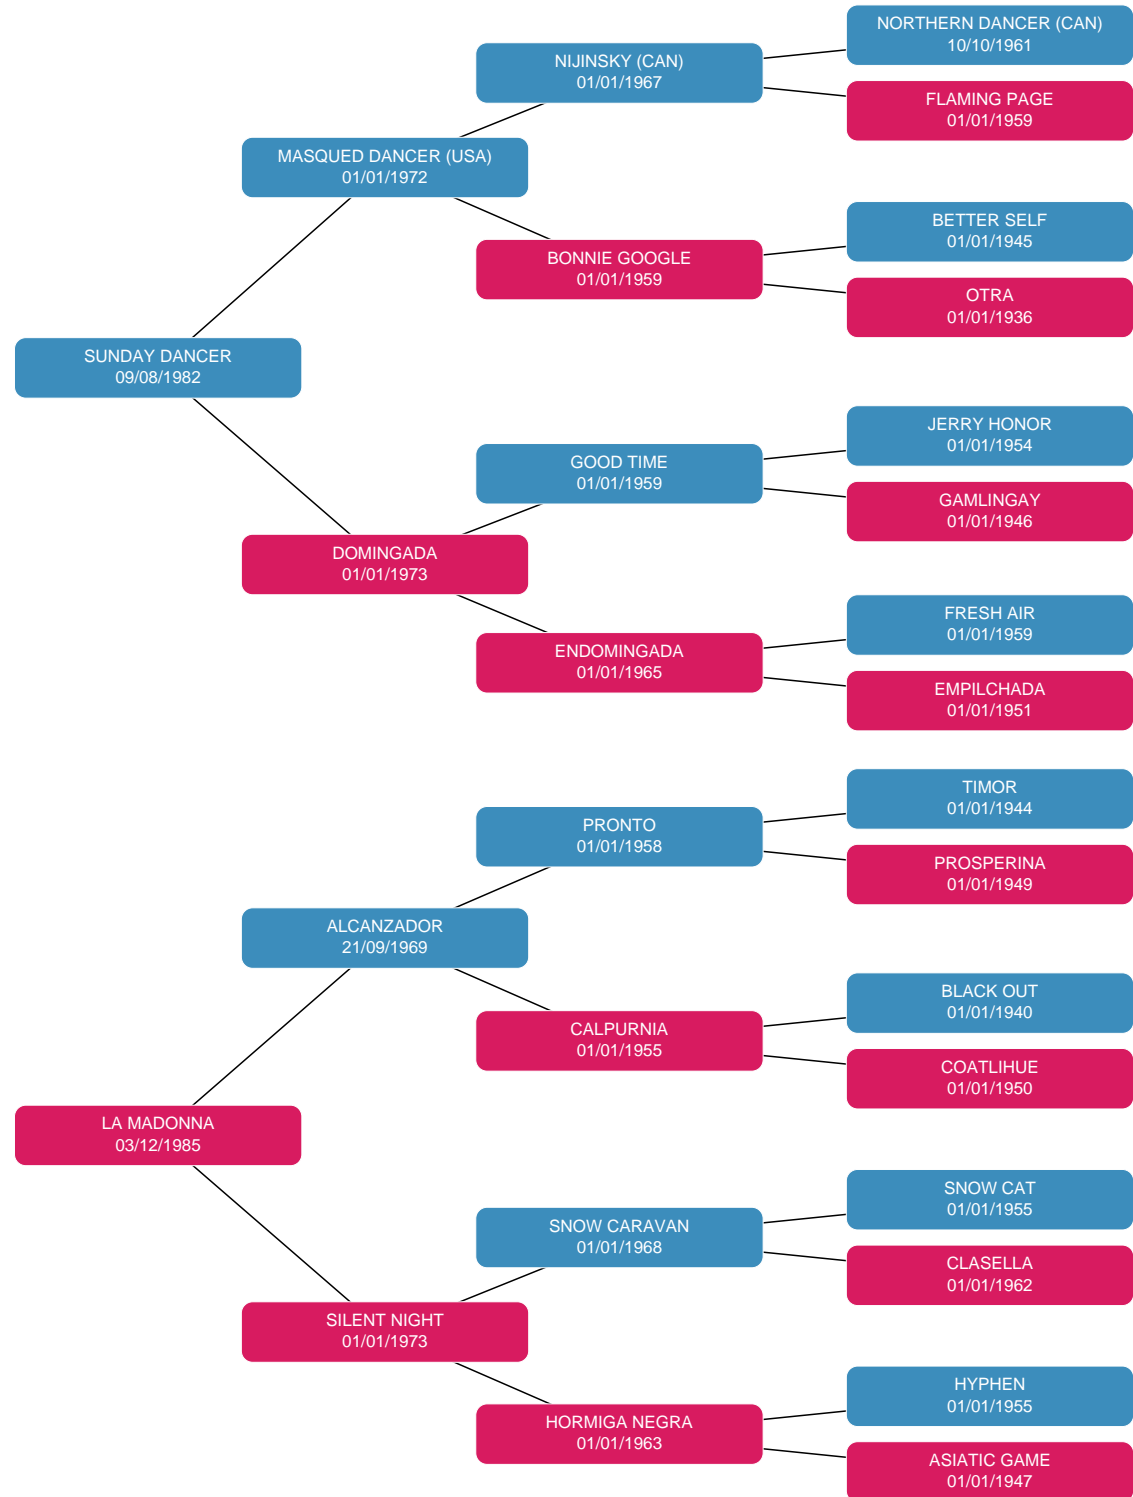 NORTHERN DANCER (CAN)
10/10/1961
NIJINSKY (CAN)
01/01/1967
FLAMING PAGE
01/01/1959
MASQUED DANCER (USA)
01/01/1972
BETTER SELF
01/01/1945
BONNIE GOOGLE
01/01/1959
OTRA
01/01/1936
SUNDAY DANCER
09/08/1982
JERRY HONOR
01/01/1954
GOOD TIME
01/01/1959
GAMLINGAY
01/01/1946
DOMINGADA
01/01/1973
FRESH AIR
01/01/1959
ENDOMINGADA
01/01/1965
EMPILCHADA
01/01/1951
TIMOR
01/01/1944
PRONTO
01/01/1958
PROSPERINA
01/01/1949
ALCANZADOR
21/09/1969
BLACK OUT
01/01/1940
CALPURNIA
01/01/1955
COATLIHUE
01/01/1950
LA MADONNA
03/12/1985
SNOW CAT
01/01/1955
SNOW CARAVAN
01/01/1968
CLASELLA
01/01/1962
SILENT NIGHT
01/01/1973
HYPHEN
01/01/1955
HORMIGA NEGRA
01/01/1963
ASIATIC GAME
01/01/1947